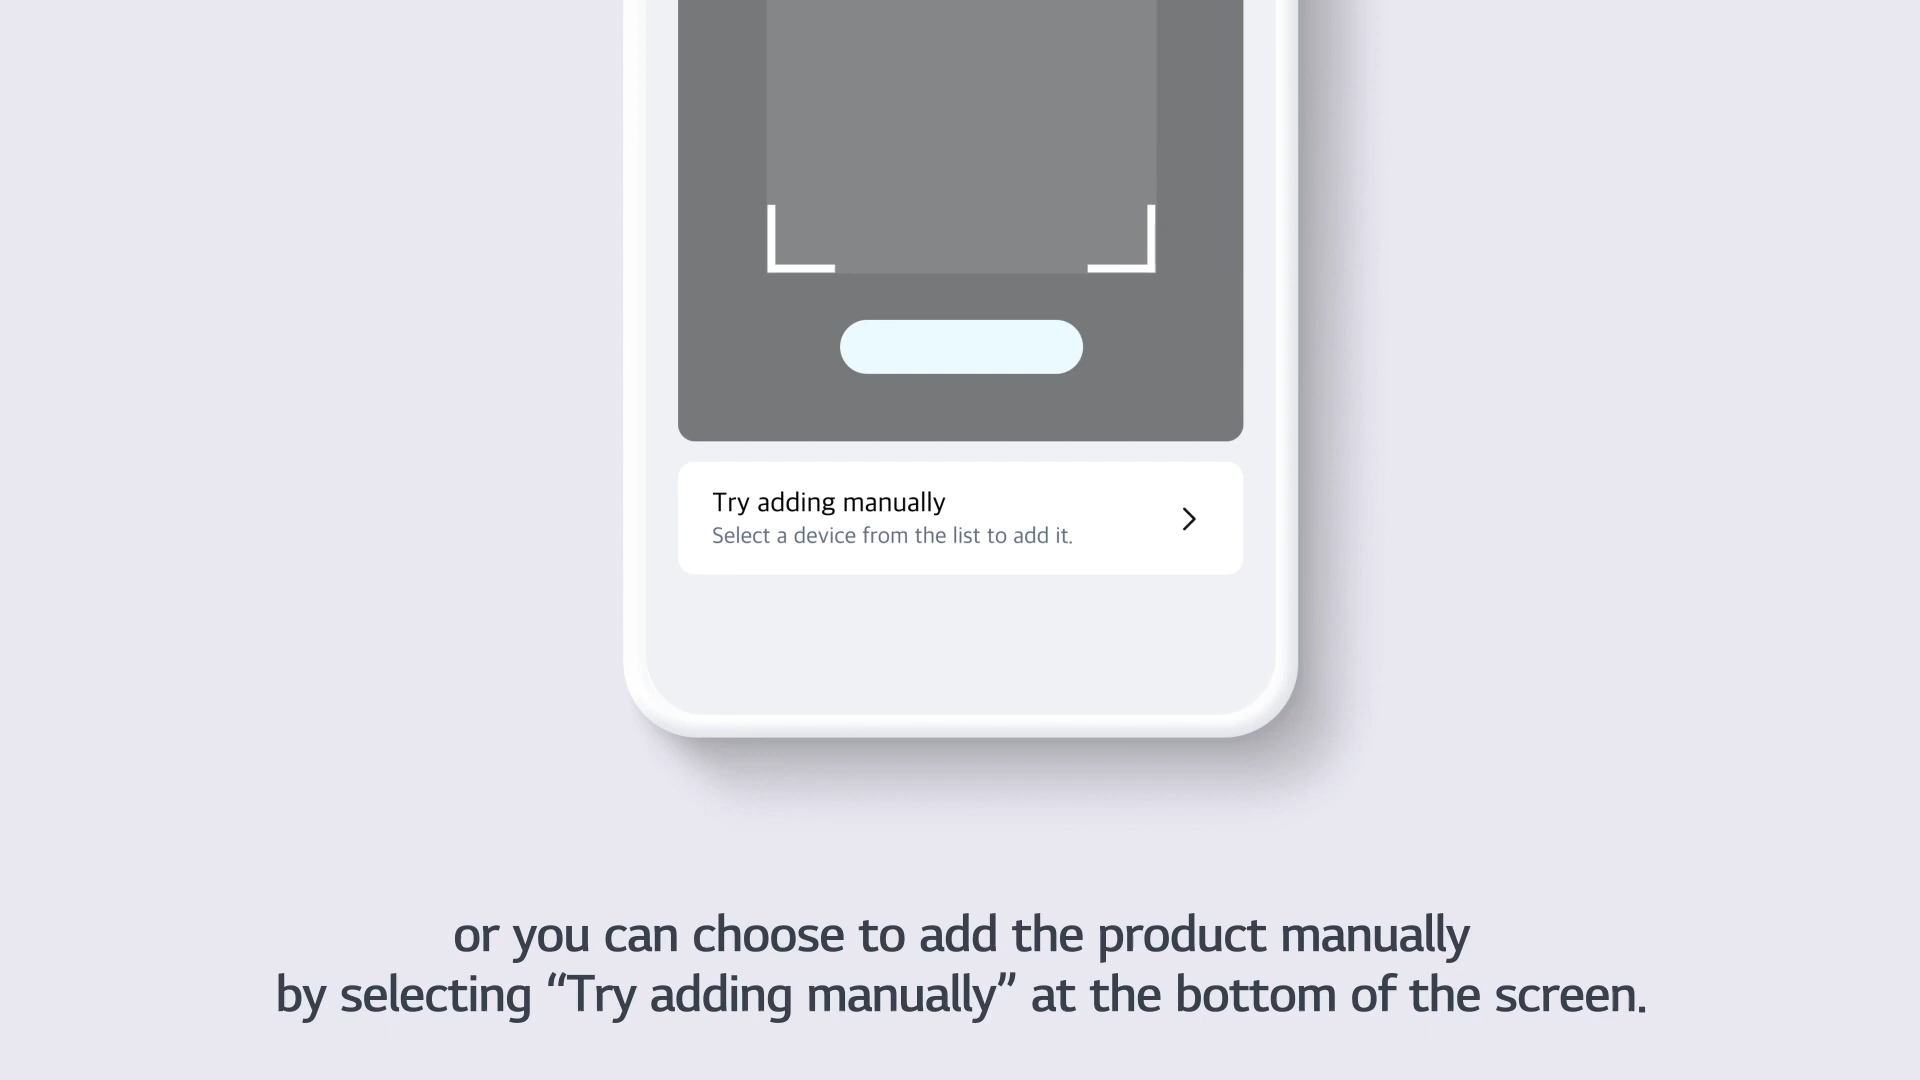 Try adding manually
Select a device from the list to add it.
or you can choose to add the product manually
by selecting “Try adding manually” at the bottom of the screen.